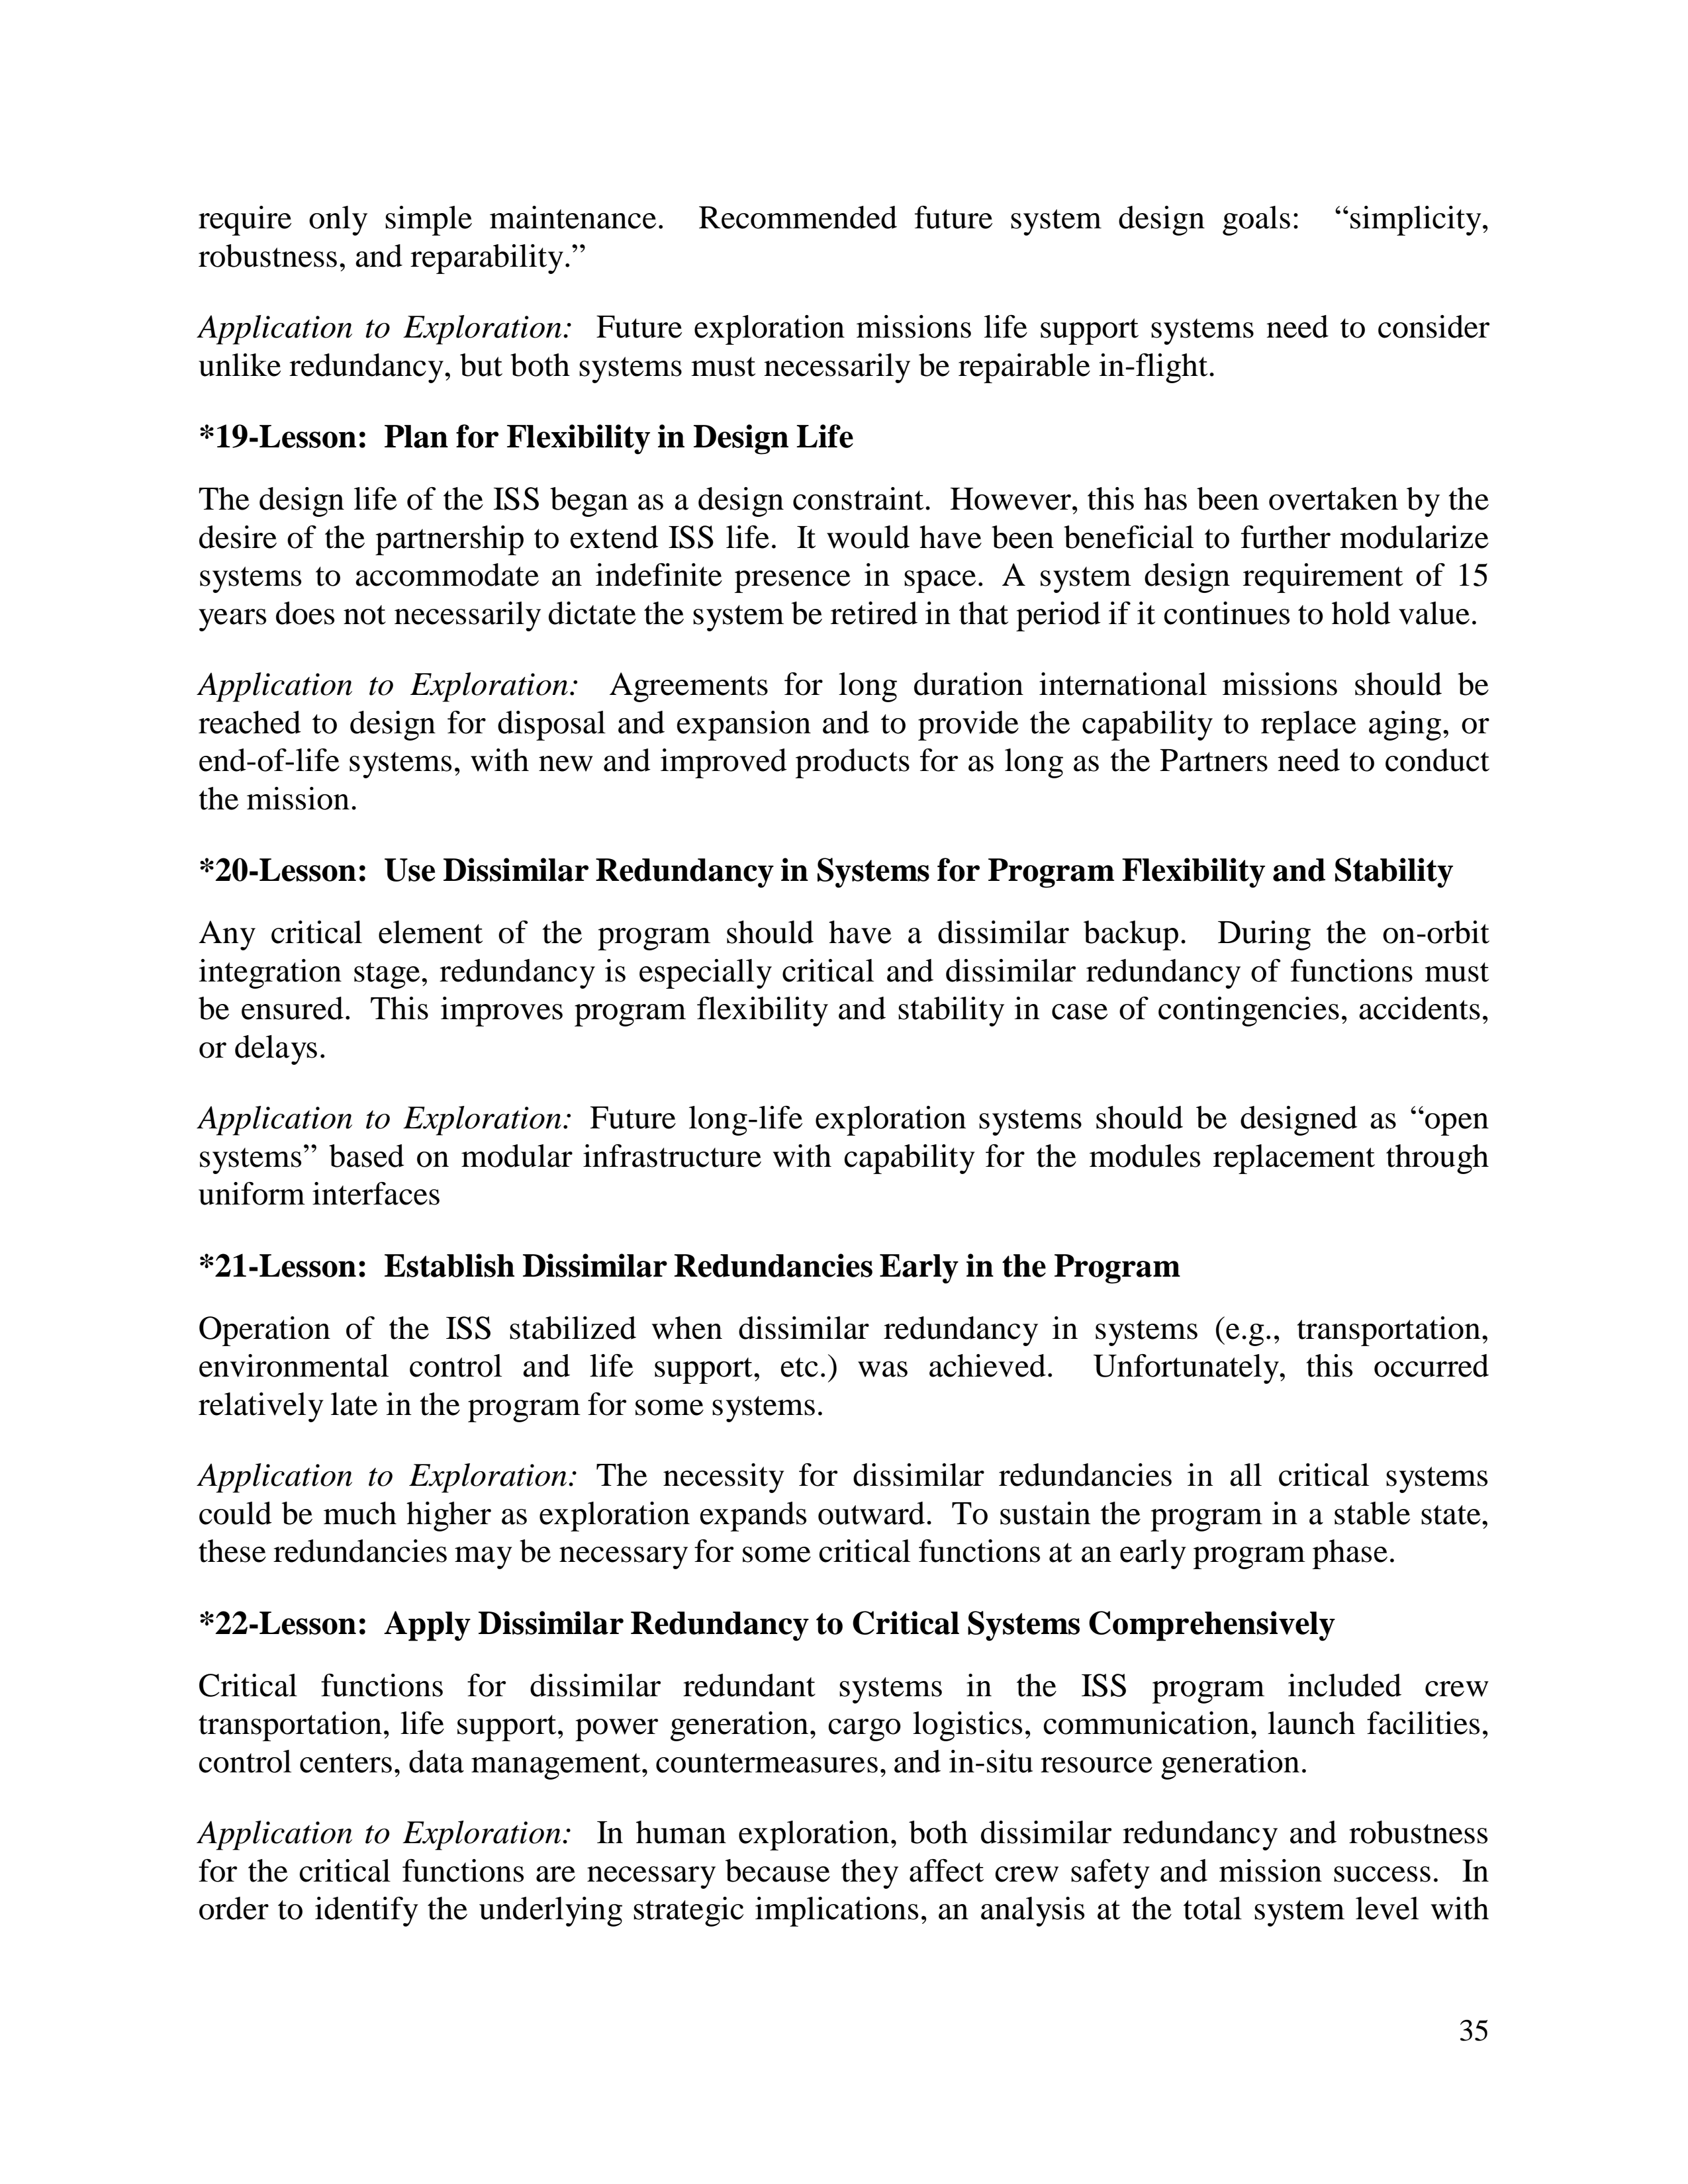 require only simple maintenance. Recommended future system design goals: “simplicity,
robustness, and reparability.”
Application to Exploration: Future exploration missions life support systems need to consider
unlike redundancy, but both systems must necessarily be repairable in-flight.
*19-Lesson: Plan for Flexibility in Design Life
The design life of the ISS began as a design constraint. However, this has been overtaken by the
desire of the partnership to extend ISS life. It would have been beneficial to further modularize
systems to accommodate an indefinite presence in space. A system design requirement of 15
years does not necessarily dictate the system be retired in that period if it continues to hold value.
Application to Exploration: Agreements for long duration international missions should be
reached to design for disposal and expansion and to provide the capability to replace aging, or
end-of-life systems, with new and improved products for as long as the Partners need to conduct
the mission.
*20-Lesson: Use Dissimilar Redundancy in Systems for Program Flexibility and Stability
Any critical element of the program should have a dissimilar backup. During the on-orbit
integration stage, redundancy is especially critical and dissimilar redundancy of functions must
be ensured. This improves program flexibility and stability in case of contingencies, accidents,
or delays.
Application to Exploration: Future long-life exploration systems should be designed as “open
systems” based on modular infrastructure with capability for the modules replacement through
uniform interfaces
*21-Lesson: Establish Dissimilar Redundancies Early in the Program
Operation of the ISS stabilized when dissimilar redundancy in systems (e.g., transportation,
environmental control and life support, etc.) was achieved. Unfortunately, this occurred
relatively late in the program for some systems.
Application to Exploration: The necessity for dissimilar redundancies in all critical systems
could be much higher as exploration expands outward. To sustain the program in a stable state,
these redundancies may be necessary for some critical functions at an early program phase.
*22-Lesson: Apply Dissimilar Redundancy to Critical Systems Comprehensively
Critical functions for dissimilar redundant systems in the ISS program included crew
transportation, life support, power generation, cargo logistics, communication, launch facilities,
control centers, data management, countermeasures, and in-situ resource generation.
Application to Exploration: In human exploration, both dissimilar redundancy and robustness
for the critical functions are necessary because they affect crew safety and mission success. In
order to identify the underlying strategic implications, an analysis at the total system level with
35